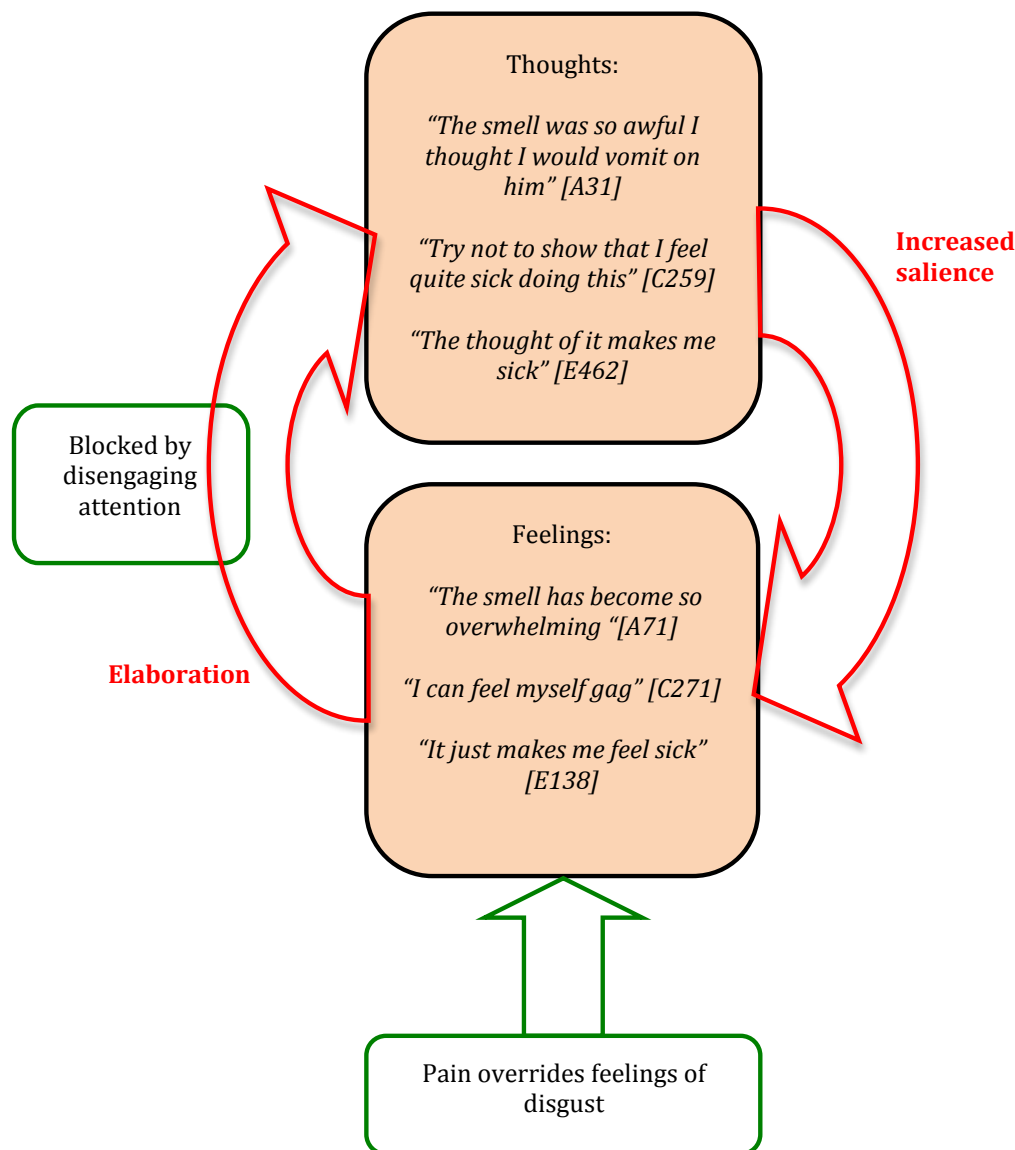 Thoughts:
“The smell was so awful I
thought I would vomit on
him” [A31]
“Try not to show that I feel
quite sick doing this” [C259]
“The thought of it makes me
sick” [E462]
Increased
salience
Blocked by
disengaging
attention
Elaboration
Feelings:
“The smell has become so
overwhelming “[A71]
“I can feel myself gag” [C271]
“It just makes me feel sick”
[E138]
Pain overrides feelings of
disgust